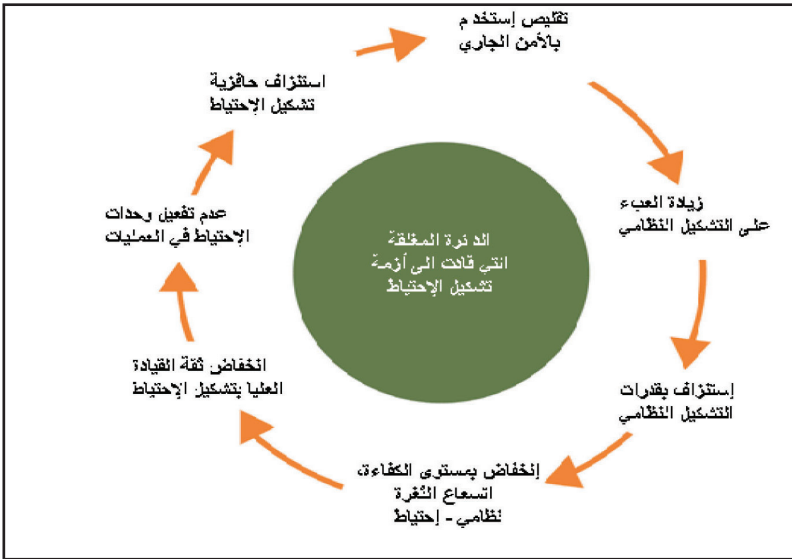 تقليص إستخدم
بالأمن الجاري
زيادة العبء
على التشكيل النظامي
إستنزاف بقدرات
التشكيل النظامي
إنخفاض بمستوى الكفاءة،
اتسعاع الثغرة
نظامي - إحتياط
انخفاض ثقة القيادة
العليا بتشكيل الإحتياط
عدم تفعيل وحدات
الإحتياط في العمليات
استنزاف حافزية
تشكيل الإحتياط
الدائرة المغلقة
التي قادت الى أزمة
تشكيل الإحتياط